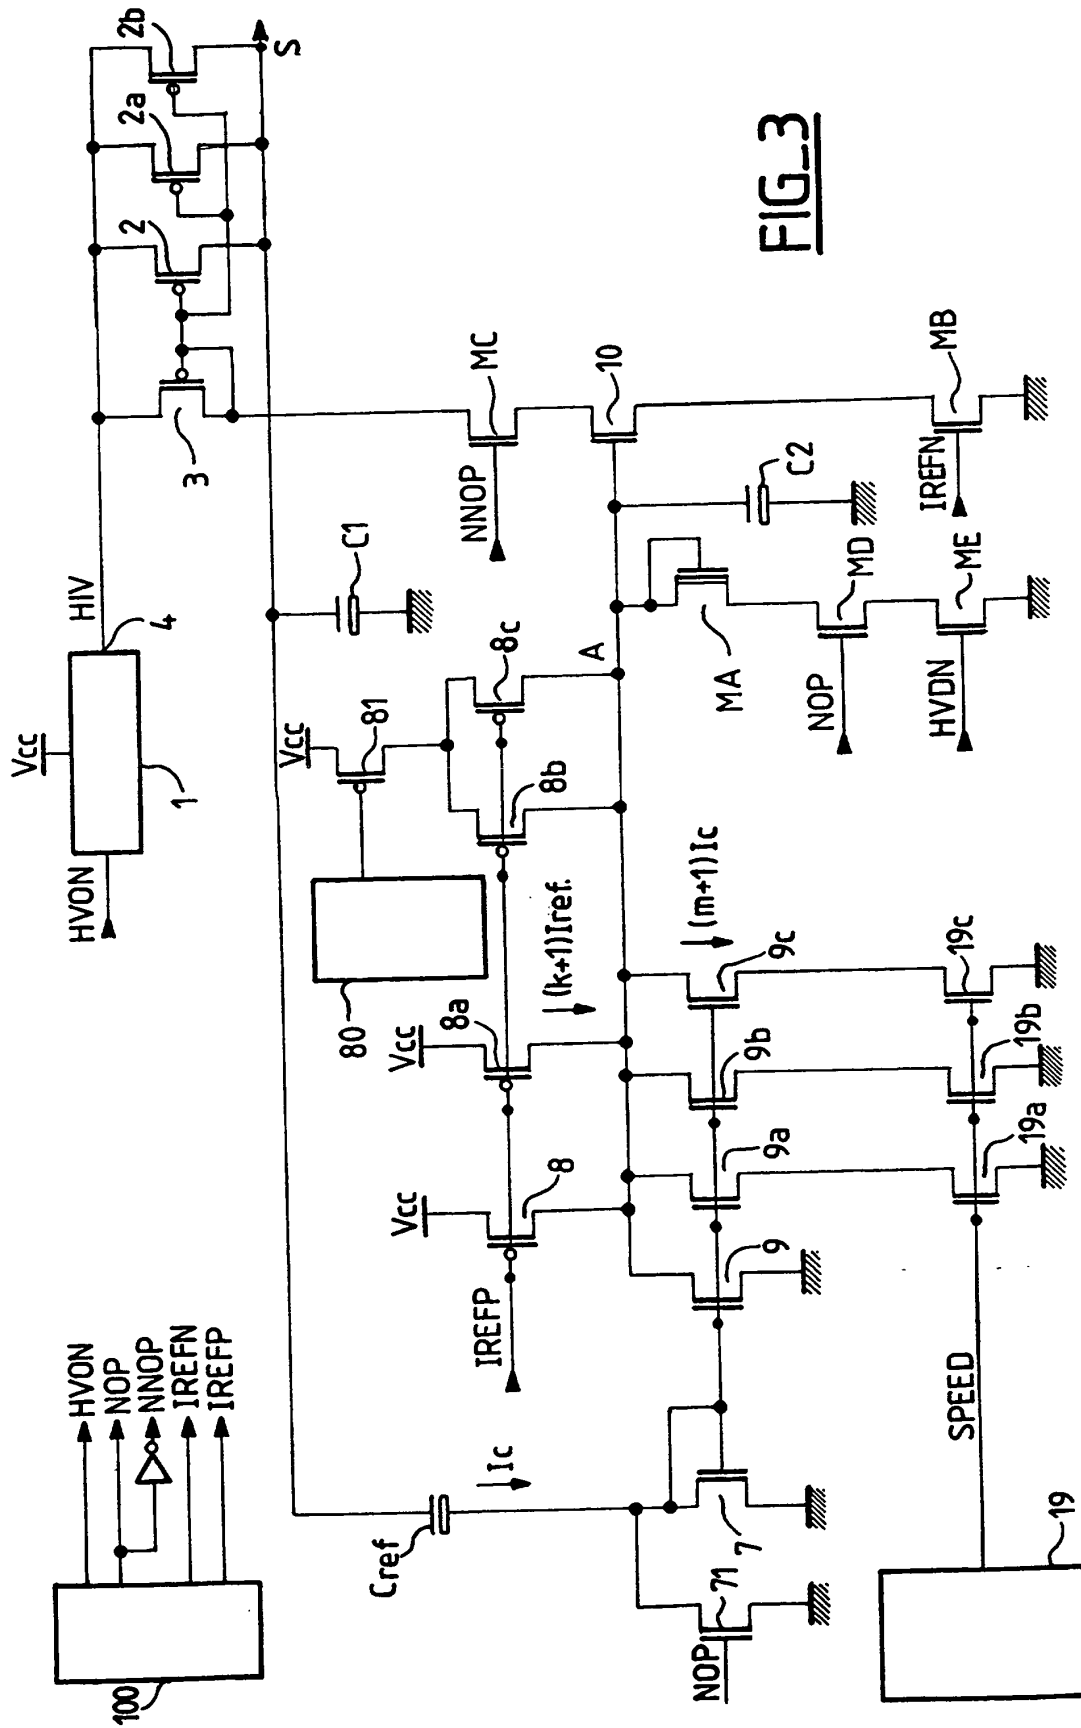 HVON
NOP
NNOP
IREFN
IREFP
100
HVON
Vcc
1
HIV
4
3
2
2a
2b
S
Cref
Ic
C1
Vcc
81
80
8a
Vcc
8b
8c
(k+1)Iref.
Vcc
8
IREFP
A
NNOP
MC
10
C2
MA
NOP
MD
HVDN
ME
IREFN
MB
(m+1)Ic
9
9a
9b
9c
7
71
NOP
SPEED
19
19a
19b
19c
FIG_3